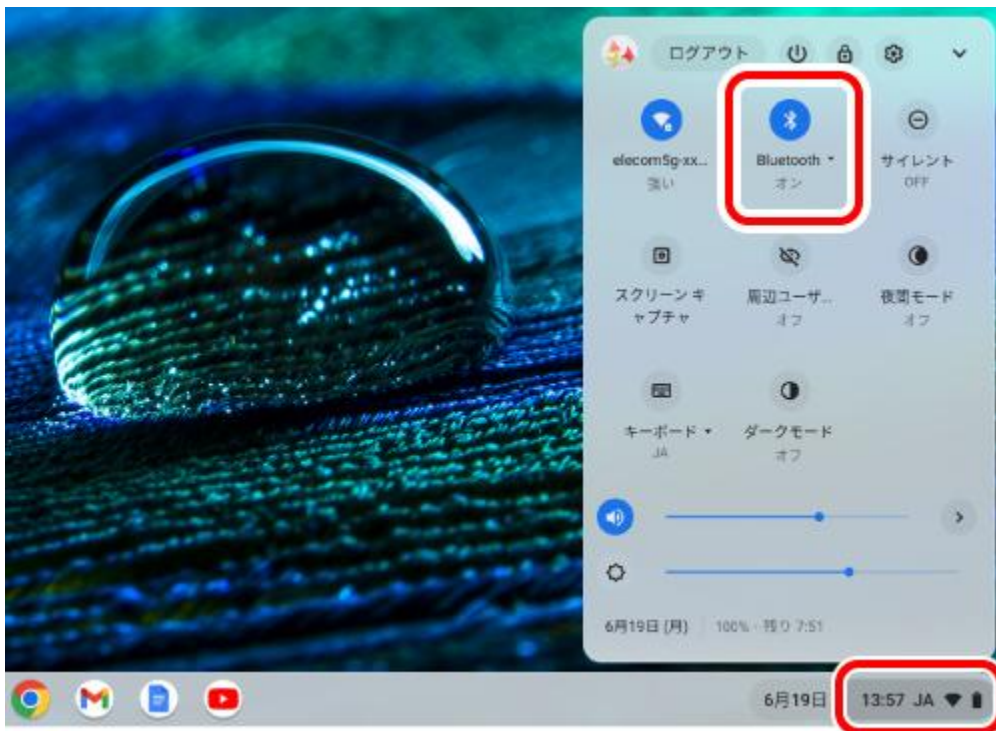 ログアウト
elecom5g-xx...
強い
Bluetooth
オン
サイレント
OFF
スクリーン キ
ャプチャ
周辺ユーザ...
オフ
夜間モード
オフ
キーボード
JA
ダークモード
オフ
6月19日 (月) 100% - 残り 7:51
6月19日 13:57 JA